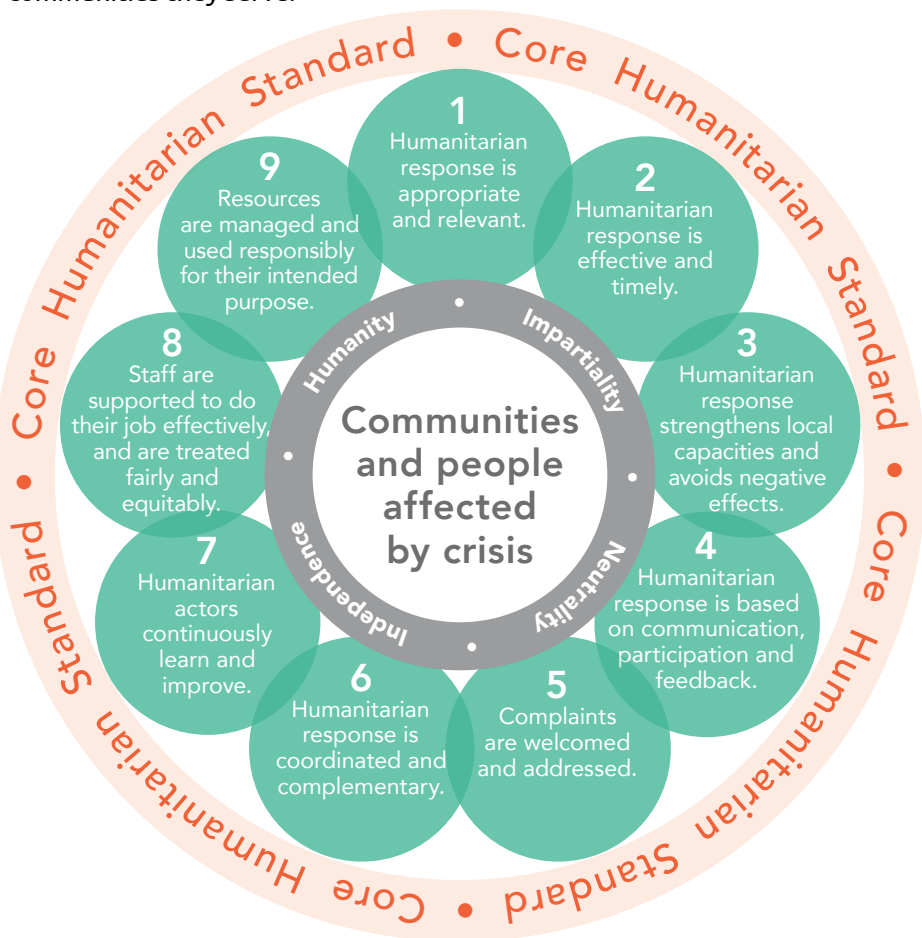 communities they serve.
Core Humanitarian Standard • Core Humanitarian Standard • Core Humanitarian Standard • Core Humanitarian Standard •
1
Humanitarian
response is
appropriate
and relevant.
2
Humanitarian
response is
effective and
timely.
3
Humanitarian
response
strengthens local
capacities and
avoids negative
effects.
4
Humanitarian
response is based
on communication,
participation and
feedback.
5
Complaints
are welcomed
and addressed.
6
Humanitarian
response is
coordinated and
complementary.
7
Humanitarian
actors
continuously
learn and
improve.
8
Staff are
supported to do
their job effectively,
and are treated
fairly and
equitably.
9
Resources
are managed and
used responsibly
for their intended
purpose.
Humanity • Impartiality • Neutrality • Independence •
Communities
and people
affected
by crisis